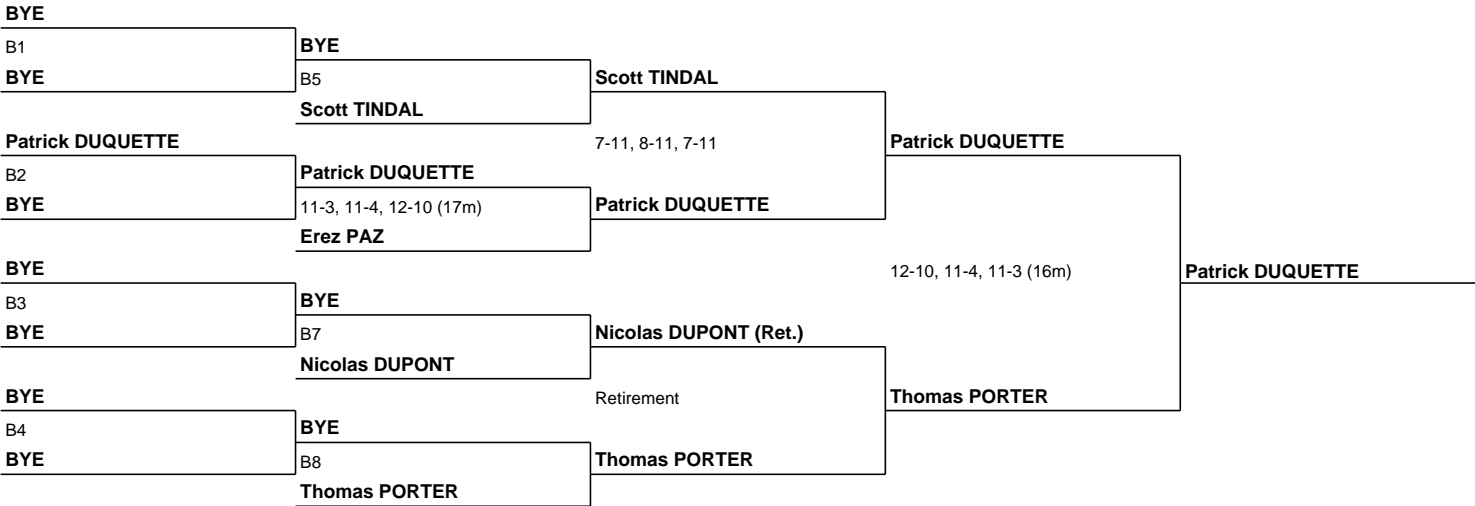 BYE
B1
BYE
BYE
B5
Scott TINDAL
Scott TINDAL
Patrick DUQUETTE
7-11, 8-11, 7-11
Patrick DUQUETTE
B2
Patrick DUQUETTE
BYE
11-3, 11-4, 12-10 (17m)
Patrick DUQUETTE
Erez PAZ
BYE
12-10, 11-4, 11-3 (16m)
Patrick DUQUETTE
B3
BYE
BYE
B7
Nicolas DUPONT (Ret.)
Nicolas DUPONT
BYE
Retirement
Thomas PORTER
B4
BYE
BYE
B8
Thomas PORTER
Thomas PORTER